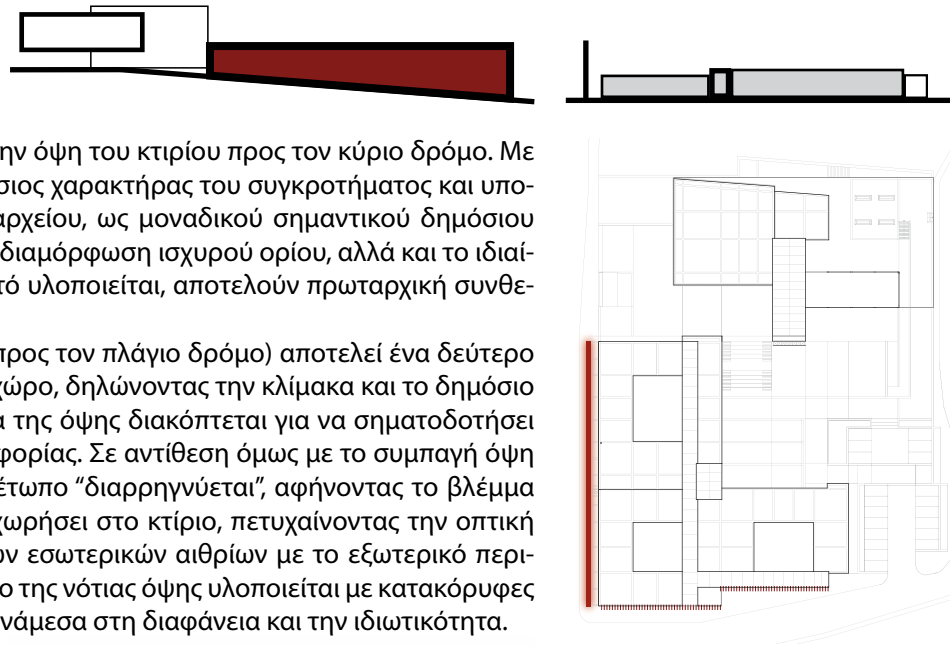 ην όψη του κτιρίου προς τον κύριο δρόμο. Με
σιος χαρακτήρας του συγκροτήματος και υπο-
αρχείου, ως μοναδικού σημαντικού δημόσιου
διαμόρφωση ισχυρού ορίου, αλλά και το ιδιαί-
τό υλοποιείται, αποτελούν πρωταρχική συνθε-
προς τον πλάγιο δρόμο) αποτελεί ένα δεύτερο
χώρο, δηλώνοντας την κλίμακα και το δημόσιο
α της όψης διακόπτεται για να σηματοδοτήσει
φορίας. Σε αντίθεση όμως με το συμπαγή όψη
έτωπο “διαρρηγνύεται”, αφήνοντας το βλέμμα
χωρήσει στο κτίριο, πετυχαίνοντας την οπτική
ών εσωτερικών αιθρίων με το εξωτερικό περι-
ο της νότιας όψης υλοποιείται με κατακόρυφες
νάμεσα στη διαφάνεια και την ιδιωτικότητα.